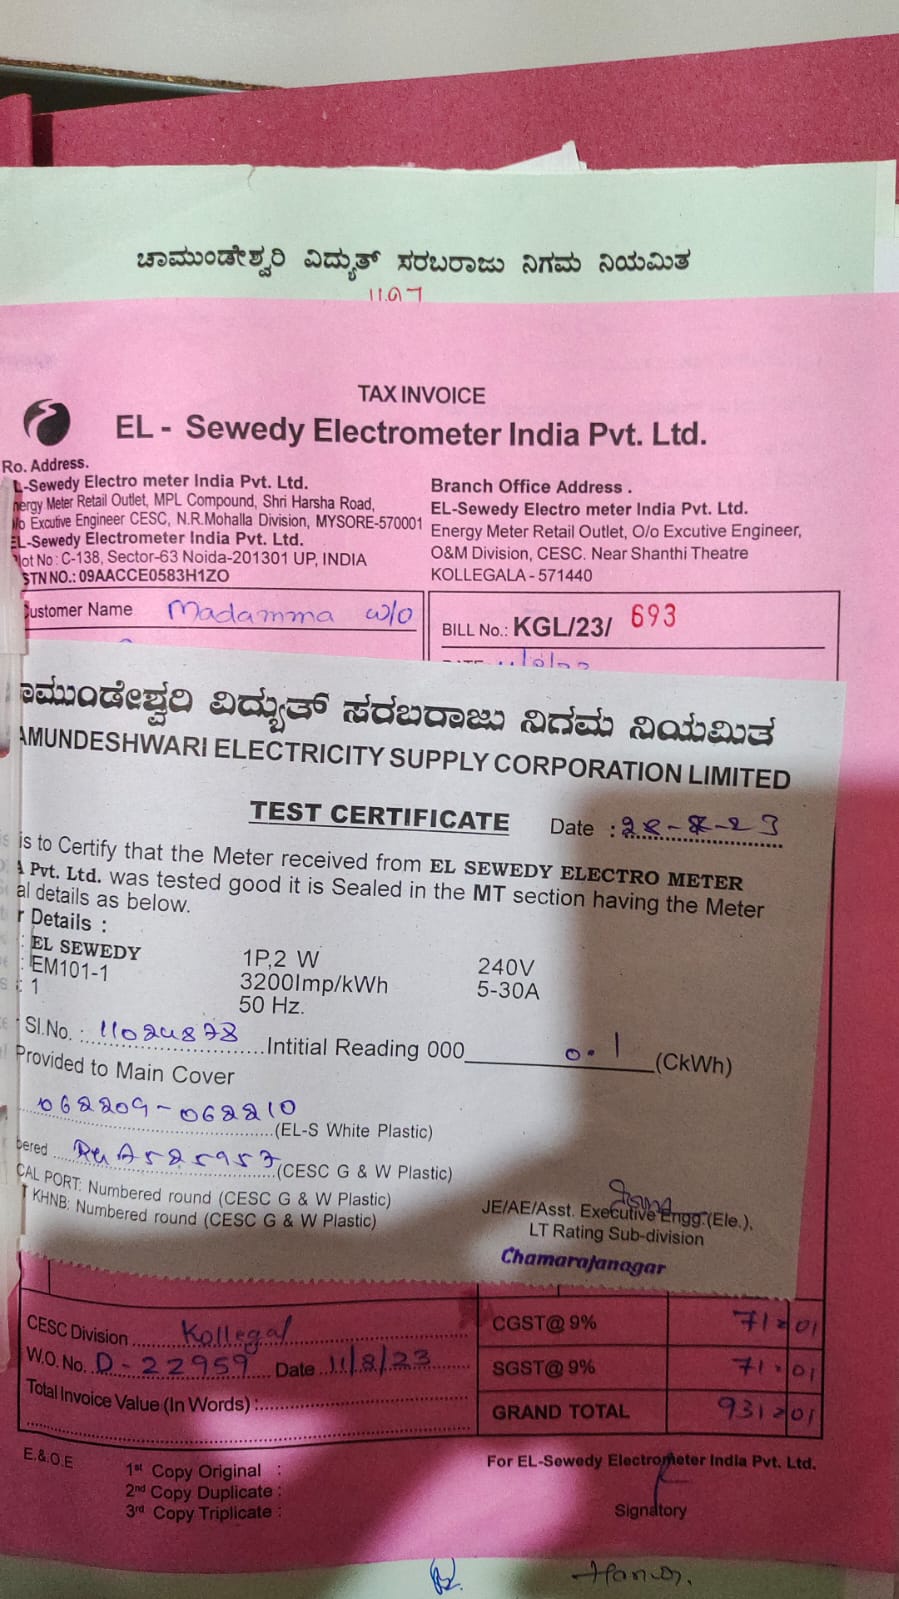 ಚಾಮುಂಡೇಶ್ವರಿ ವಿದ್ಯುತ್ ಸರಬರಾಜು ನಿಗಮ ನಿಯಮಿತ
TAX INVOICE
EL - Sewedy Electrometer India Pvt. Ltd.
Ro. Address.
L-Sewedy Electro meter India Pvt. Ltd.
nergy Meter Retail Outlet, MPL Compound, Shri Harsha Road,
/o Excutive Engineer CESC, N.R.Mohalla Division, MYSORE-570001
EL-Sewedy Electrometer India Pvt. Ltd.
Plot No : C-138, Sector-63 Noida-201301 UP, INDIA
STN NO.: 09AACCE0583H1ZO
Branch Office Address .
EL-Sewedy Electro meter India Pvt. Ltd.
Energy Meter Retail Outlet, O/o Excutive Engineer,
O&M Division, CESC. Near Shanthi Theatre
KOLLEGALA - 571440
Customer Name Madamma w/o
BILL No.: KGL/23/ 693
ಾಮುಂಡೇಶ್ವರಿ ವಿದ್ಯುತ್ ಸರಬರಾಜು ನಿಗಮ ನಿಯಮಿತ
AMUNDESHWARI ELECTRICITY SUPPLY CORPORATION LIMITED
TEST CERTIFICATE
Date : 28-8-23
is to Certify that the Meter received from EL SEWEDY ELECTRO METER
A Pvt. Ltd. was tested good it is Sealed in the MT section having the Meter
al details as below.
r Details :
: EL SEWEDY 1P,2 W 240V
: EM101-1 3200Imp/kWh 5-30A
: 1 50 Hz.
Sl.No. : 11024878 Intitial Reading 000 0.1 (CkWh)
Provided to Main Cover
062209-062210 (EL-S White Plastic)
bered A525957 (CESC G & W Plastic)
CAL PORT: Numbered round (CESC G & W Plastic)
T KHNB: Numbered round (CESC G & W Plastic)
JE/AE/Asst. Executive Engg.(Ele.),
LT Rating Sub-division
Chamarajanagar
CESC Division Kollegal
W.O. No. D-22959 Date 11/8/23
Total Invoice Value (In Words) :
CGST@ 9% 71=01
SGST@ 9% 71=01
GRAND TOTAL 931=01
E.&.O.E
1st Copy Original :
2nd Copy Duplicate :
3rd Copy Triplicate :
For EL-Sewedy Electrometer India Pvt. Ltd.
Signatory